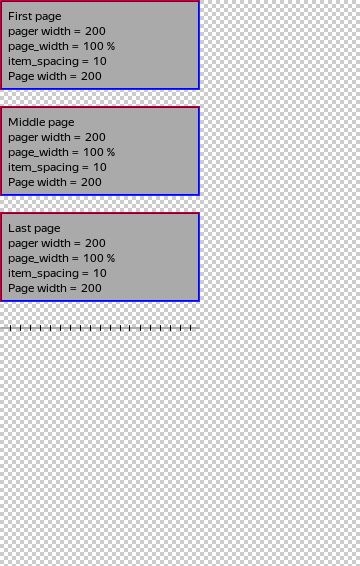 First page
pager width = 200
page_width = 100 %
item_spacing = 10
Page width = 200
Middle page
pager width = 200
page_width = 100 %
item_spacing = 10
Page width = 200
Last page
pager width = 200
page_width = 100 %
item_spacing = 10
Page width = 200